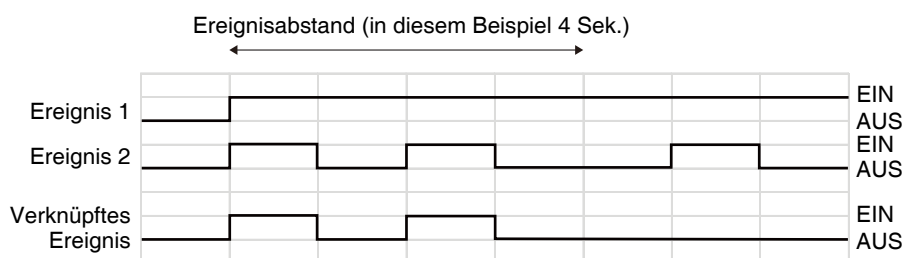 Ereignisabstand (in diesem Beispiel 4 Sek.)
Ereignis 1
EIN
AUS
Ereignis 2
EIN
AUS
Verknüpftes
Ereignis
EIN
AUS